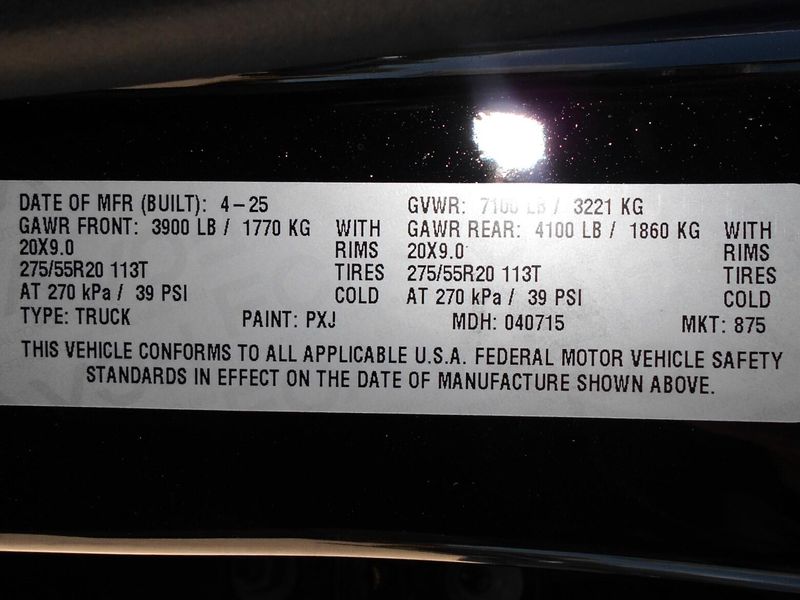 DATE OF MFR (BUILT): 4-25 GVWR: 7100 LB / 3221 KG
GAWR FRONT: 3900 LB / 1770 KG WITH GAWR REAR: 4100 LB / 1860 KG WITH
20X9.0 RIMS 20X9.0 RIMS
275/55R20 113T TIRES 275/55R20 113T TIRES
AT 270 kPa / 39 PSI COLD AT 270 kPa / 39 PSI COLD
TYPE: TRUCK PAINT: PXJ MDH: 040715 MKT: 875
THIS VEHICLE CONFORMS TO ALL APPLICABLE U.S.A. FEDERAL MOTOR VEHICLE SAFETY
STANDARDS IN EFFECT ON THE DATE OF MANUFACTURE SHOWN ABOVE.